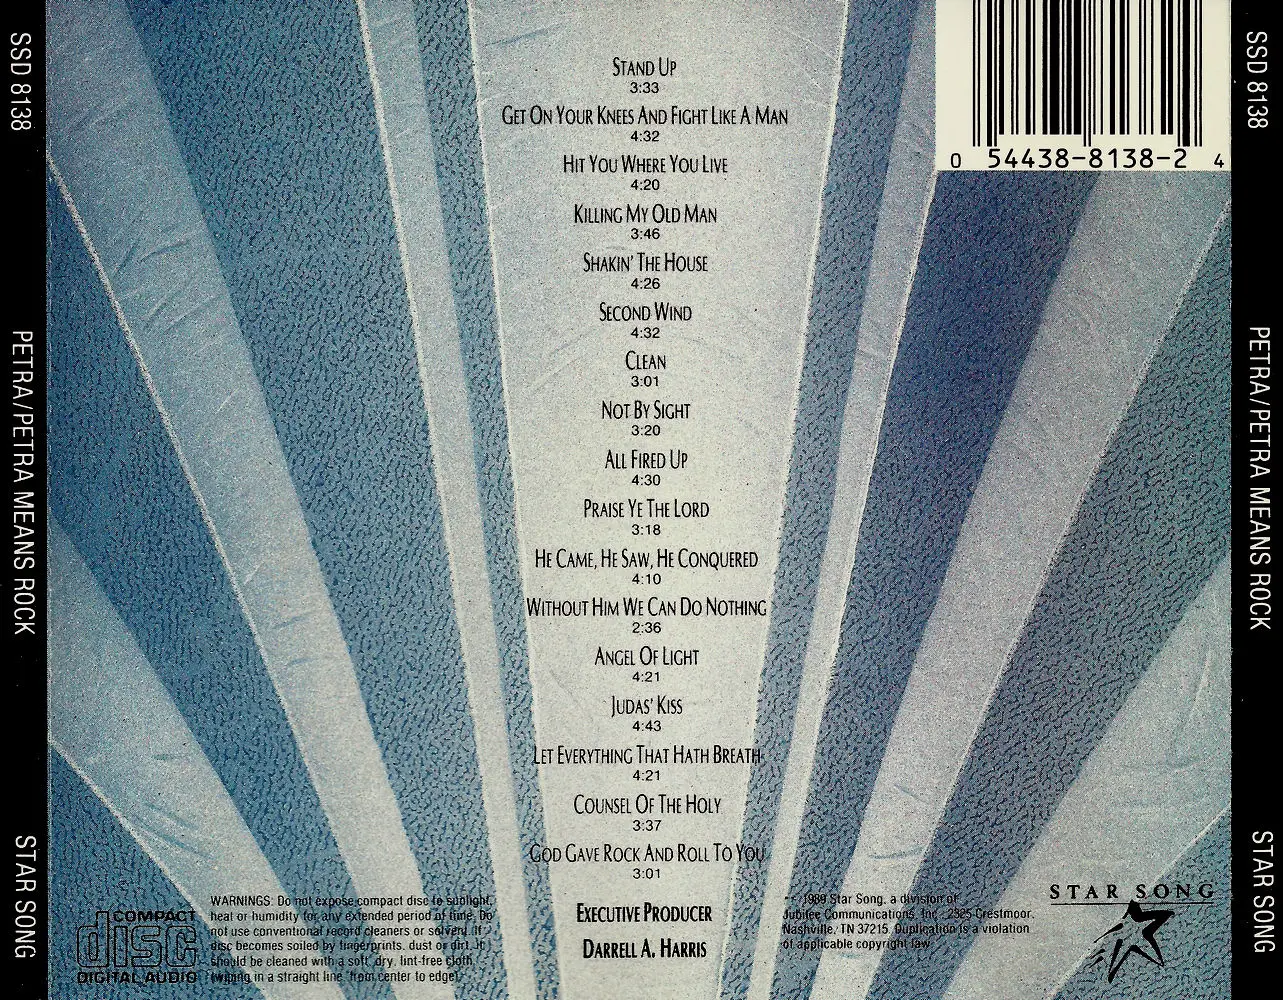 SSD 8138
PETRA/PETRA MEANS ROCK
STAR SONG
STAND UP
3:33
GET ON YOUR KNEES AND FIGHT LIKE A MAN
4:32
HIT YOU WHERE YOU LIVE
4:20
KILLING MY OLD MAN
3:46
SHAKIN' THE HOUSE
4:26
SECOND WIND
4:32
CLEAN
3:01
NOT BY SIGHT
3:20
ALL FIRED UP
4:30
PRAISE YE THE LORD
3:18
HE CAME, HE SAW, HE CONQUERED
4:10
WITHOUT HIM WE CAN DO NOTHING
2:36
ANGEL OF LIGHT
4:21
JUDAS' KISS
4:43
LET EVERYTHING THAT HATH BREATH
4:21
COUNSEL OF THE HOLY
3:37
GOD GAVE ROCK AND ROLL TO YOU
3:01
EXECUTIVE PRODUCER
DARRELL A. HARRIS
COMPACT
disc
DIGITAL AUDIO
WARNINGS: Do not expose compact disc to sunlight,
heat or humidity for any extended period of time. Do
not use conventional record cleaners or solvent. If
disc becomes soiled by fingerprints, dust or dirt, it
should be cleaned with a soft, dry, lint-free cloth,
wiping in a straight line from center to edge.
1989 Star Song, a division of
Jubilee Communications, Inc., 2325 Crestmoor,
Nashville, TN 37215. Duplication is a violation
of applicable copyright law.
STAR SONG
0 54438-8138-2 4
SSD 8138
PETRA/PETRA MEANS ROCK
STAR SONG